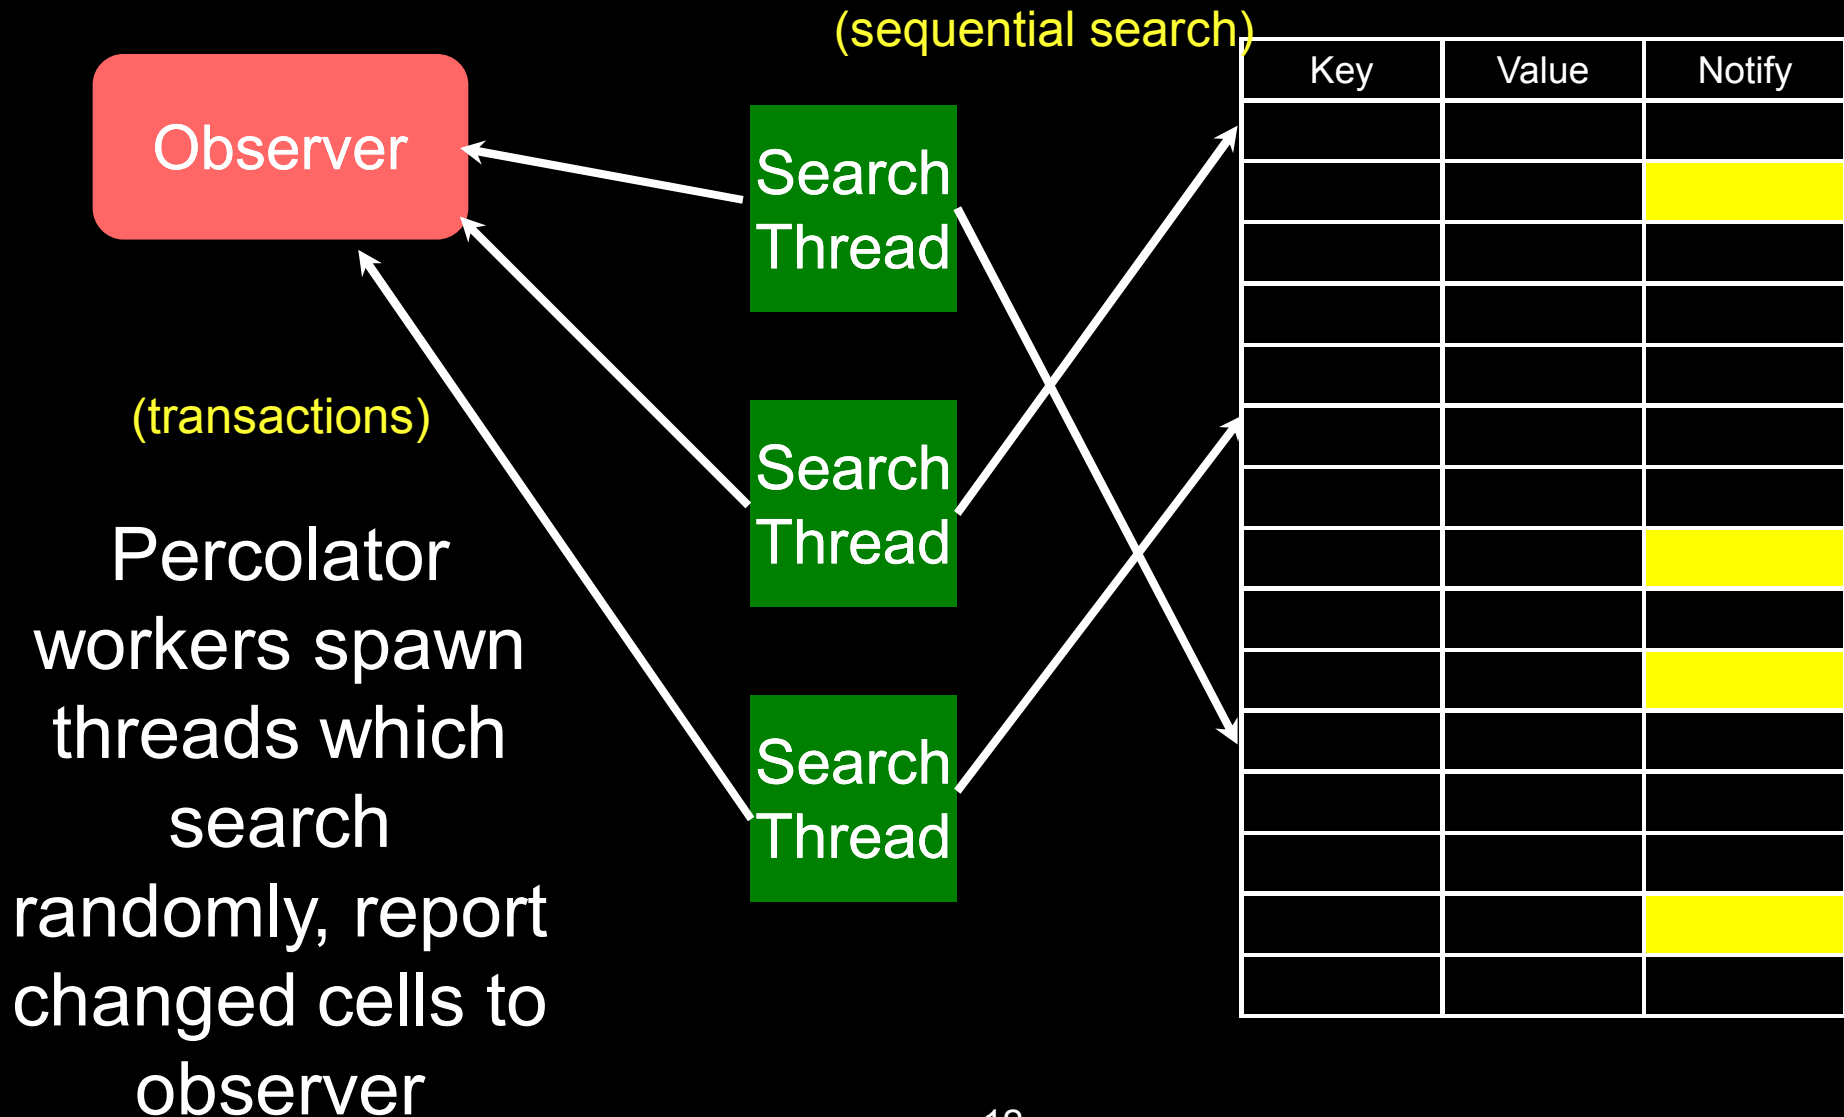 (sequential search)
Key Value Notify
Observer
Search
Thread
(transactions)
Search
Thread
Percolator
workers spawn
threads which
search
randomly, report
changed cells to
observer
Search
Thread